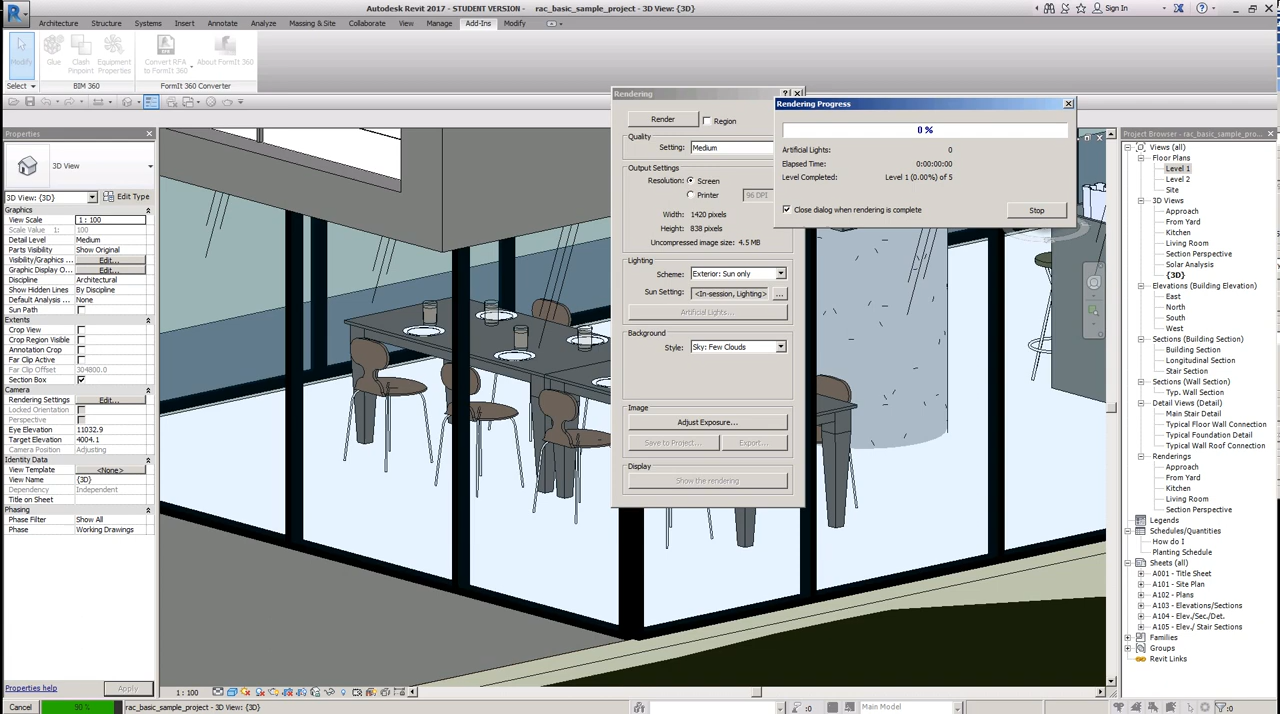 Autodesk Revit 2017 - STUDENT VERSION - rac_basic_sample_project - 3D View: {3D}
Sign In
Architecture Structure Systems Insert Annotate Analyze Massing & Site Collaborate View Manage Add-Ins Modify
Modify Glue Clash Pinpoint Equipment Properties Convert RFA to FormIt 360 About FormIt 360
Select BIM 360 FormIt 360 Converter
Properties
3D View
3D View: {3D} Edit Type
Graphics
View Scale 1 : 100
Scale Value 1: 100
Detail Level Medium
Parts Visibility Show Original
Visibility/Graphics ... Edit...
Graphic Display O... Edit...
Discipline Architectural
Show Hidden Lines By Discipline
Default Analysis ... None
Sun Path
Extents
Crop View
Crop Region Visible
Annotation Crop
Far Clip Active
Far Clip Offset 304800.0
Section Box
Camera
Rendering Settings Edit...
Locked Orientation
Perspective
Eye Elevation 11032.9
Target Elevation 4004.1
Camera Position Adjusting
Identity Data
View Template <None>
View Name {3D}
Dependency Independent
Title on Sheet
Phasing
Phase Filter Show All
Phase Working Drawings
Properties help Apply
Rendering
Render Region
Quality
Setting: Medium
Output Settings
Resolution: Screen
Printer 96 DPI
Width: 1420 pixels
Height: 838 pixels
Uncompressed image size: 4.5 MB
Lighting
Scheme: Exterior: Sun only
Sun Setting: <In-session, Lighting> ...
Artificial Lights...
Background
Style: Sky: Few Clouds
Image
Adjust Exposure...
Save to Project... Export...
Display
Show the rendering
Rendering Progress
0 %
Artificial Lights: 0
Elapsed Time: 0:00:00:00
Level Completed: Level 1 (0.00%) of 5
Close dialog when rendering is complete Stop
Project Browser - rac_basic_sample_pro...
Views (all)
Floor Plans
Level 1
Level 2
Site
3D Views
Approach
From Yard
Kitchen
Living Room
Section Perspective
Solar Analysis
{3D}
Elevations (Building Elevation)
East
North
South
West
Sections (Building Section)
Building Section
Longitudinal Section
Stair Section
Sections (Wall Section)
Typ. Wall Section
Detail Views (Detail)
Main Stair Detail
Typical Floor Wall Connection
Typical Foundation Detail
Typical Wall Roof Connection
Renderings
Approach
From Yard
Kitchen
Living Room
Section Perspective
Legends
Schedules/Quantities
How do I
Planting Schedule
Sheets (all)
A001 - Title Sheet
A101 - Site Plan
A102 - Plans
A103 - Elevations/Sections
A104 - Elev./Sec./Det.
A105 - Elev./ Stair Sections
Families
Groups
Revit Links
1 : 100
Cancel 90 % rac_basic_sample_project - 3D View: {3D} :0 Main Model :0